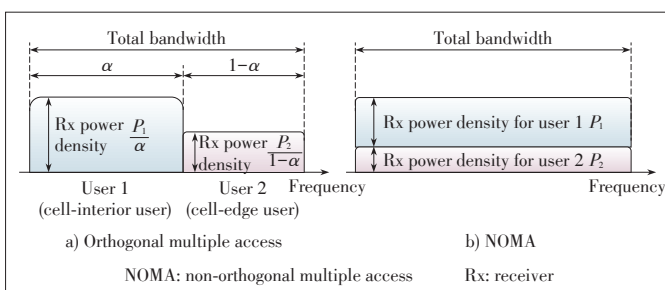 Total bandwidth
α
1−α
Rx power
density P₁/α
Rx power
density P₂/1−α
User 1
(cell-interior user)
User 2
(cell-edge user)
Frequency
a) Orthogonal multiple access
Total bandwidth
Rx power density for user 1 P₁
Rx power density for user 2 P₂
Frequency
b) NOMA
NOMA: non-orthogonal multiple access
Rx: receiver